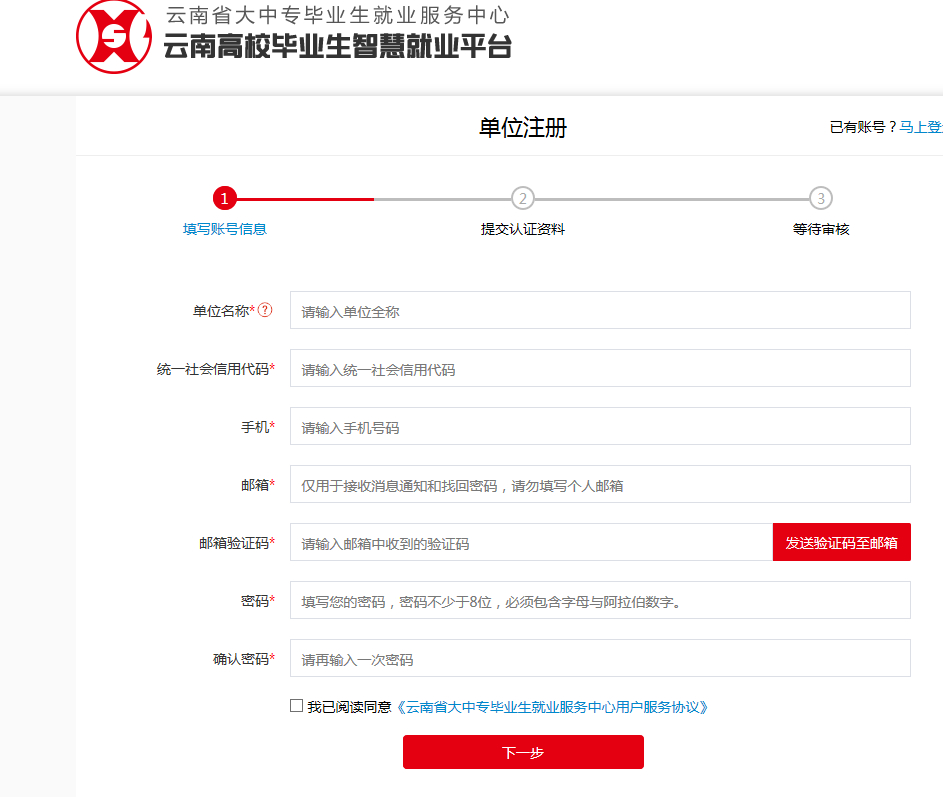 云南省大中专毕业生就业服务中心
云南高校毕业生智慧就业平台
单位注册
已有账号？马上登
1
2
3
填写账号信息
提交认证资料
等待审核
单位名称*?
请输入单位全称
统一社会信用代码*
请输入统一社会信用代码
手机*
请输入手机号码
邮箱*
仅用于接收消息通知和找回密码，请勿填写个人邮箱
邮箱验证码*
请输入邮箱中收到的验证码
发送验证码至邮箱
密码*
填写您的密码，密码不少于8位，必须包含字母与阿拉伯数字。
确认密码*
请再输入一次密码
我已阅读同意《云南省大中专毕业生就业服务中心用户服务协议》
下一步